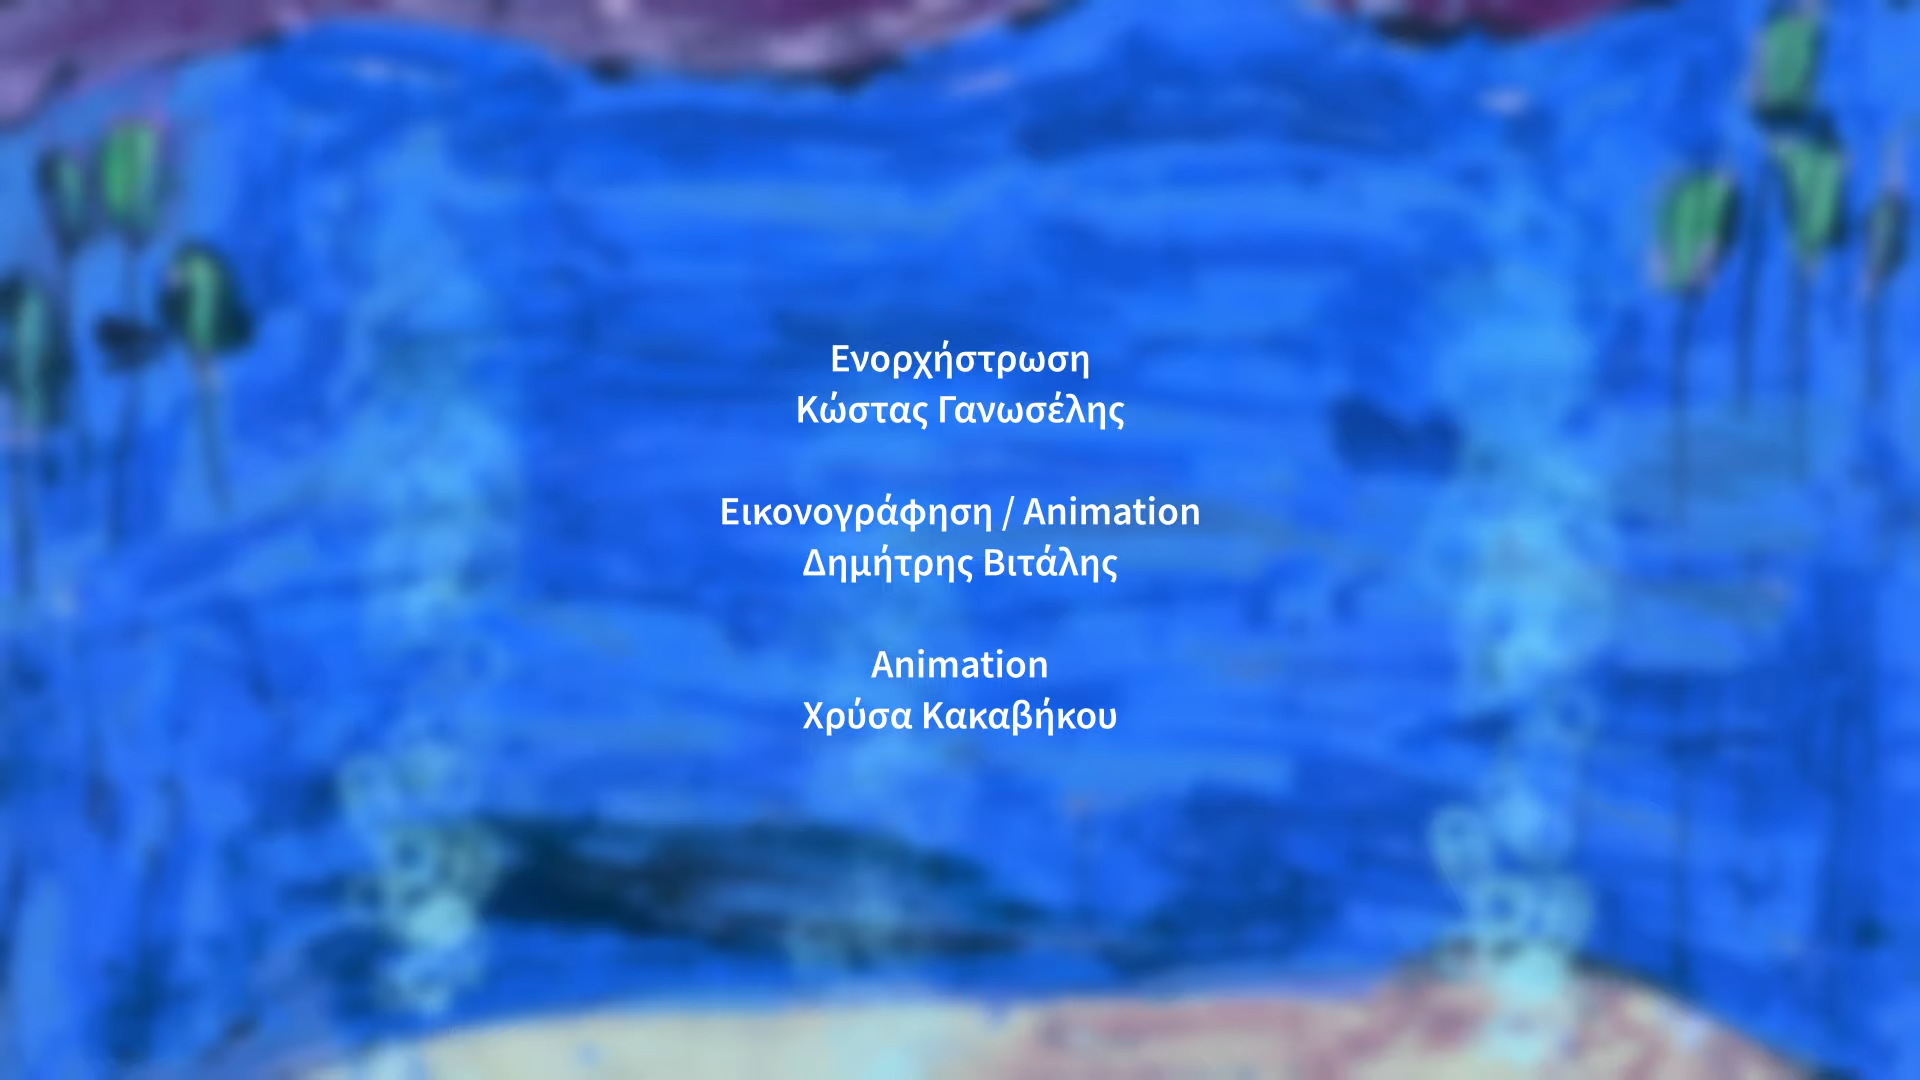 Ενορχήστρωση
Κώστας Γανωσέλης
Εικονογράφηση / Animation
Δημήτρης Βιτάλης
Animation
Χρύσα Κακαβήκου